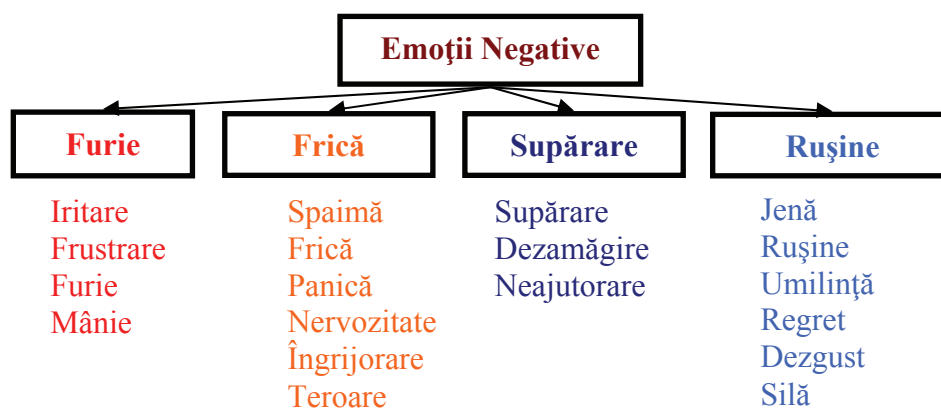 Emoţii Negative
Furie
Frică
Supărare
Ruşine
Iritare
Frustrare
Furie
Mânie
Spaimă
Frică
Panică
Nervozitate
Îngrijorare
Teroare
Supărare
Dezamăgire
Neajutorare
Jenă
Ruşine
Umilinţă
Regret
Dezgust
Silă